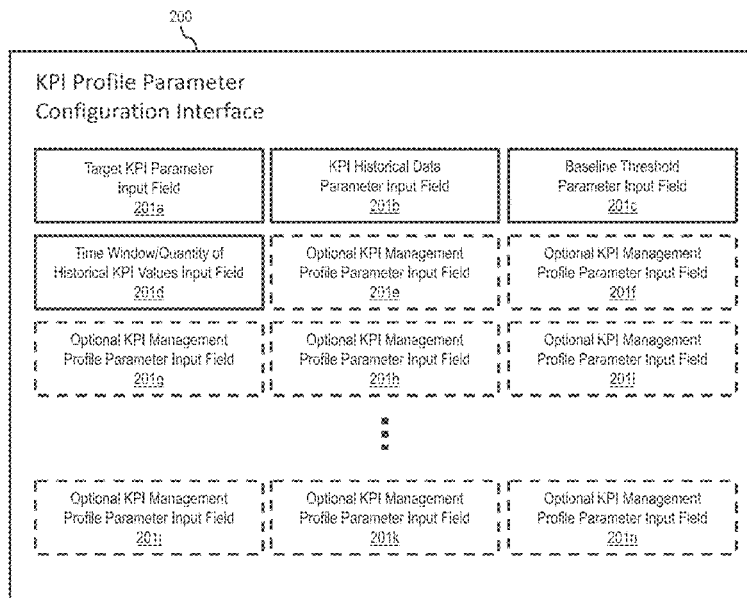 200
KPI Profile Parameter
Configuration Interface
Target KPI Parameter
Input Field
201a
KPI Historical Data
Parameter Input Field
201b
Baseline Threshold
Parameter Input Field
201c
Time Window/Quantity of
Historical KPI Values Input Field
201d
Optional KPI Management
Profile Parameter Input Field
201e
Optional KPI Management
Profile Parameter Input Field
201f
Optional KPI Management
Profile Parameter Input Field
201g
Optional KPI Management
Profile Parameter Input Field
201h
Optional KPI Management
Profile Parameter Input Field
201i
Optional KPI Management
Profile Parameter Input Field
201j
Optional KPI Management
Profile Parameter Input Field
201k
Optional KPI Management
Profile Parameter Input Field
201n